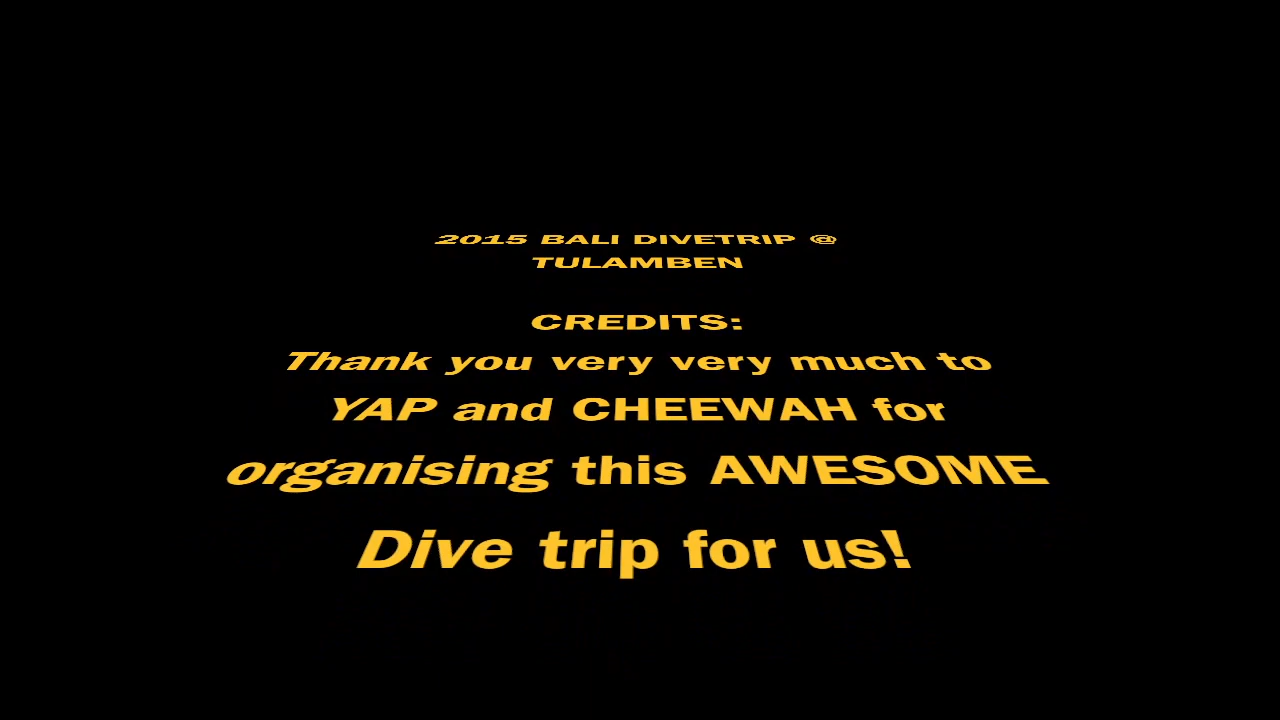 2015 BALI DIVETRIP @
TULAMBEN
CREDITS:
Thank you very very much to
YAP and CHEEWAH for
organising this AWESOME
Dive trip for us!